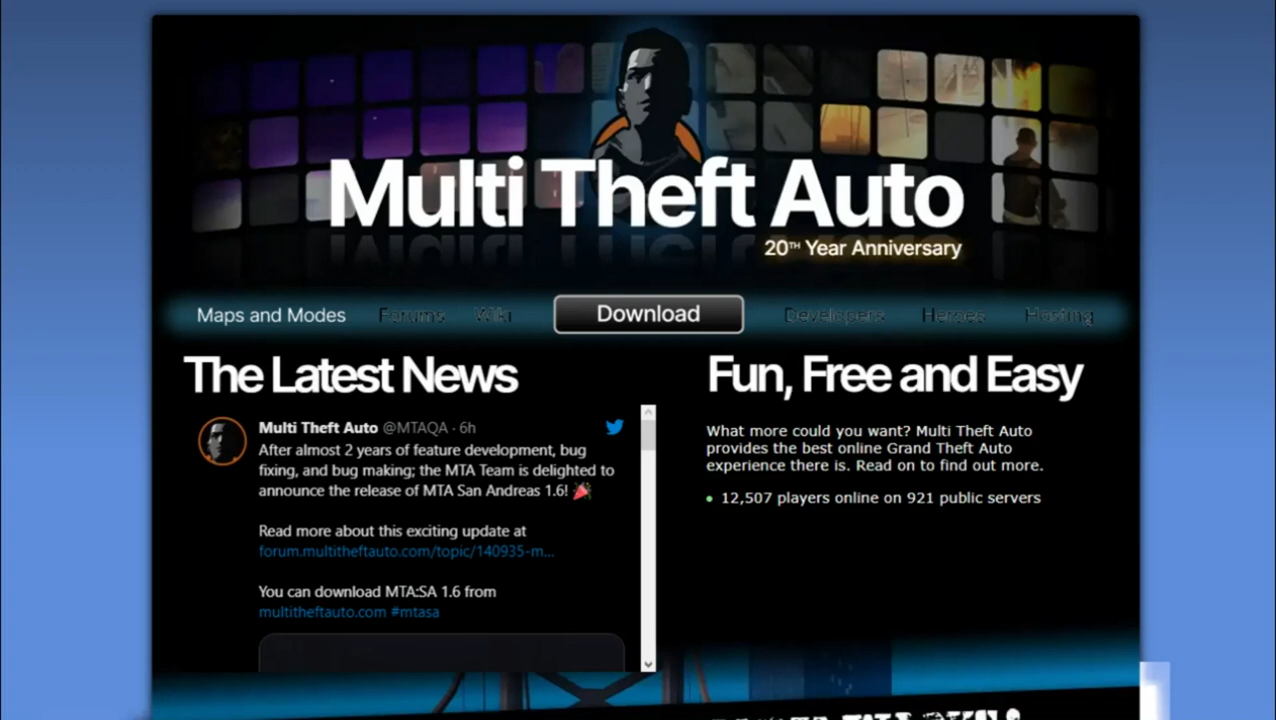 Multi Theft Auto
20TH Year Anniversary
Maps and Modes Forums Wiki Download Developers Heroes Hosting
The Latest News
Multi Theft Auto @MTAQA · 6h
After almost 2 years of feature development, bug
fixing, and bug making; the MTA Team is delighted to
announce the release of MTA San Andreas 1.6! 🎉
Read more about this exciting update at
forum.multitheftauto.com/topic/140935-m...
You can download MTA:SA 1.6 from
multitheftauto.com #mtasa
Fun, Free and Easy
What more could you want? Multi Theft Auto
provides the best online Grand Theft Auto
experience there is. Read on to find out more.
• 12,507 players online on 921 public servers